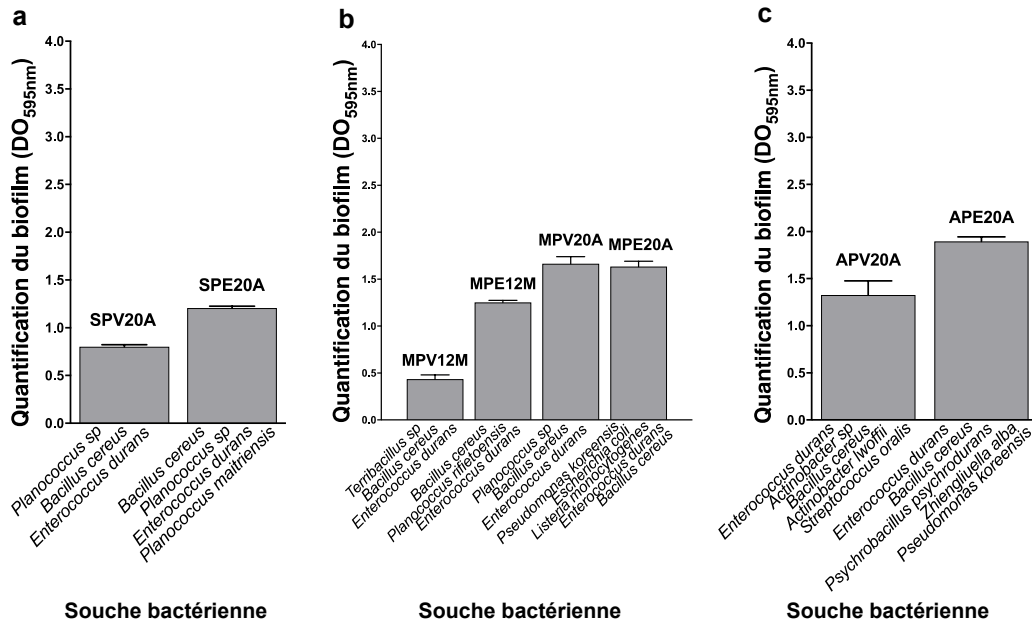 a
Quantification du biofilm (DO595nm)
4.0
3.5
3.0
2.5
2.0
1.5
1.0
0.5
0.0
SPV20A
SPE20A
Planococcus sp
Bacillus cereus
Enterococcus durans
Bacillus cereus
Planococcus sp
Enterococcus durans
Planococcus maitriensis
Souche bactérienne
b
Quantification du biofilm (DO595nm)
4.0
3.5
3.0
2.5
2.0
1.5
1.0
0.5
0.0
MPV12M
MPE12M
MPV20A
MPE20A
Terribacillus sp
Bacillus cereus
Enterococcus durans
Bacillus cereus
Planococcus rifietoensis
Enterococcus durans
Planococcus sp
Bacillus cereus
Enterococcus durans
Pseudomonas koreensis
Escherichia coli
Listeria monocytogenes
Enterococcus durans
Bacillus cereus
Souche bactérienne
c
Quantification du biofilm (DO595nm)
4.0
3.5
3.0
2.5
2.0
1.5
1.0
0.5
0.0
APV20A
APE20A
Enterococcus durans
Actinobacter sp
Bacillus cereus
Actinobacter lwoffii
Streptococcus oralis
Enterococcus durans
Bacillus cereus
Psychrobacillus psychrodurans
Zhengliuella alba
Pseudomonas koreensis
Souche bactérienne